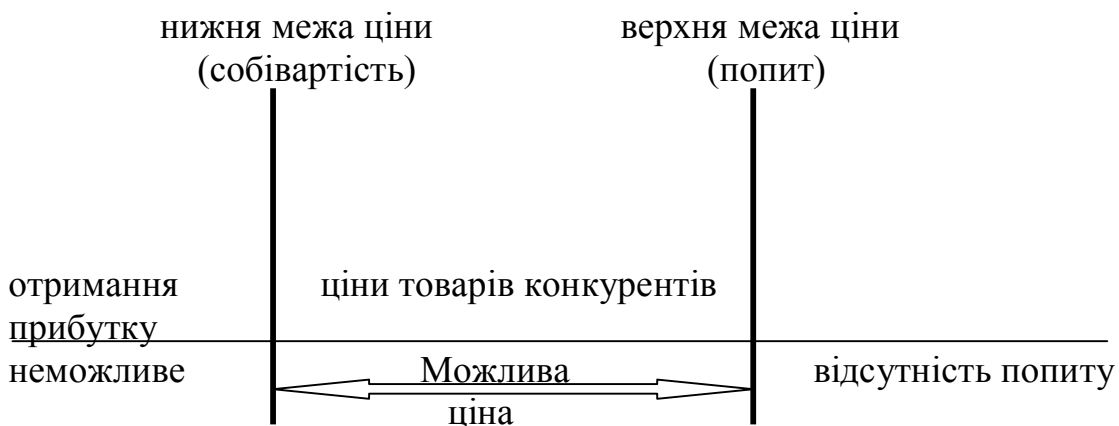 нижня межа ціни
(собівартість)
верхня межа ціни
(попит)
отримання
прибутку
неможливе
ціни товарів конкурентів
Можлива
ціна
відсутність попиту